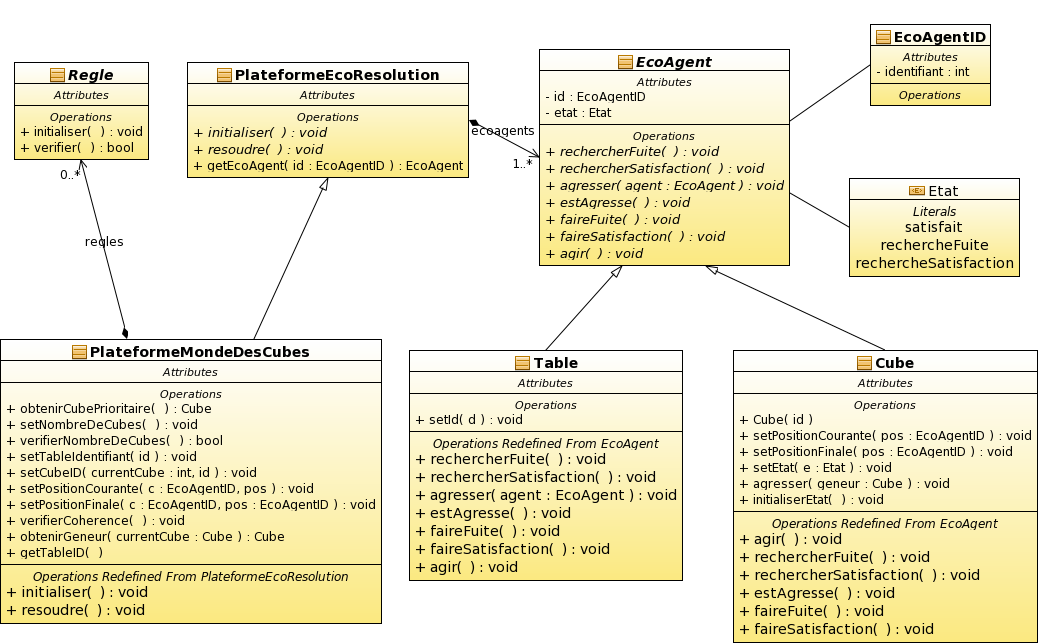 Regle
Attributes
Operations
+ initialiser(  ) : void
+ verifier(  ) : bool
0..*
regles
PlateformeEcoResolution
Attributes
Operations
+ initialiser(  ) : void
+ resoudre(  ) : void
+ getEcoAgent( id : EcoAgentID ) : EcoAgent
ecoagents
1..*
EcoAgent
Attributes
- id : EcoAgentID
- etat : Etat
Operations
+ rechercherFuite(  ) : void
+ rechercherSatisfaction(  ) : void
+ agresser( agent : EcoAgent ) : void
+ estAgresse(  ) : void
+ faireFuite(  ) : void
+ faireSatisfaction(  ) : void
+ agir(  ) : void
EcoAgentID
Attributes
- identifiant : int
Operations
<E> Etat
Literals
satisfait
rechercheFuite
rechercheSatisfaction
PlateformeMondeDesCubes
Attributes
Operations
+ obtenirCubePrioritaire(  ) : Cube
+ setNombreDeCubes(  ) : void
+ verifierNombreDeCubes(  ) : bool
+ setTableIdentifiant( id ) : void
+ setCubeID( currentCube : int, id ) : void
+ setPositionCourante( c : EcoAgentID, pos ) : void
+ setPositionFinale( c : EcoAgentID, pos : EcoAgentID ) : void
+ verifierCoherence(  ) : void
+ obtenirGeneur( currentCube : Cube ) : Cube
+ getTableID(  )
Operations Redefined From PlateformeEcoResolution
+ initialiser(  ) : void
+ resoudre(  ) : void
Table
Attributes
Operations
+ setId( d ) : void
Operations Redefined From EcoAgent
+ rechercherFuite(  ) : void
+ rechercherSatisfaction(  ) : void
+ agresser( agent : EcoAgent ) : void
+ estAgresse(  ) : void
+ faireFuite(  ) : void
+ faireSatisfaction(  ) : void
+ agir(  ) : void
Cube
Attributes
Operations
+ Cube( id )
+ setPositionCourante( pos : EcoAgentID ) : void
+ setPositionFinale( pos : EcoAgentID ) : void
+ setEtat( e : Etat ) : void
+ agresser( geneur : Cube ) : void
+ initialiserEtat(  ) : void
Operations Redefined From EcoAgent
+ agir(  ) : void
+ rechercherFuite(  ) : void
+ rechercherSatisfaction(  ) : void
+ estAgresse(  ) : void
+ faireFuite(  ) : void
+ faireSatisfaction(  ) : void